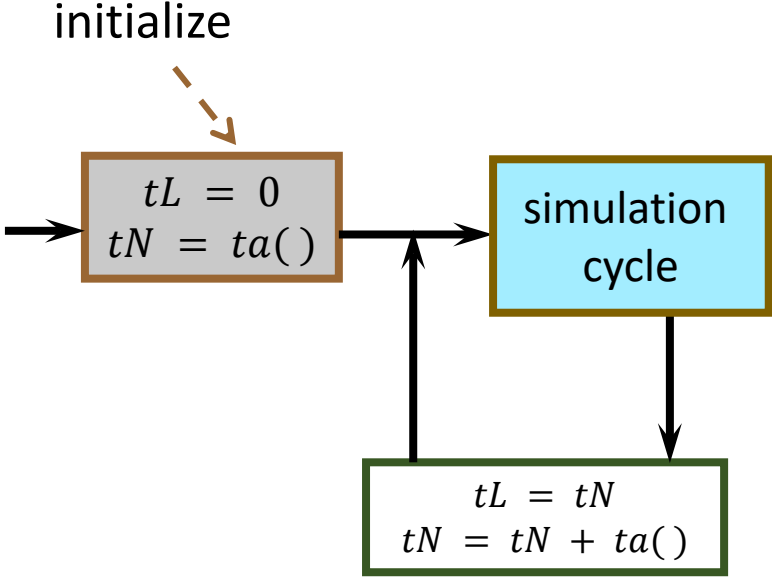 initialize
tL = 0
tN = ta( )
simulation
cycle
tL = tN
tN = tN + ta( )